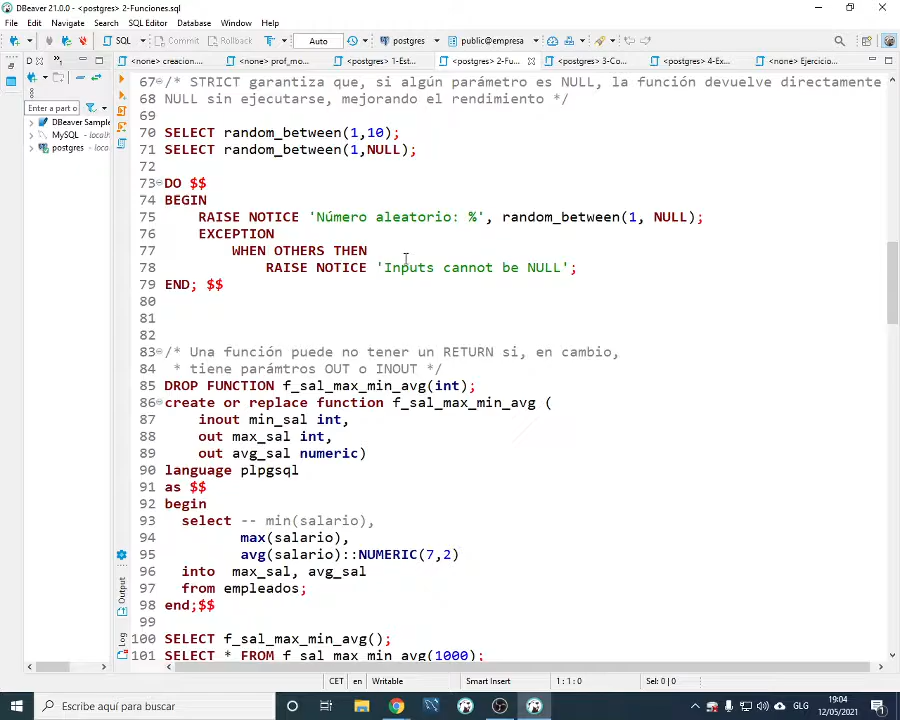 DBeaver 21.0.0 - <postgres> 2-Funciones.sql
File Edit Navigate Search SQL Editor Database Window Help
SQL Commit Rollback Auto postgres public@empresa
D <none> creacion.... <none> prof_mo... <postgres> 1-Est... <postgres> 2-Fu... <postgres> 3-Co... <postgres> 4-Ex... <none> Ejercicio...
Enter a part o
DBeaver Sample
MySQL - localh
postgres - loca
67 /* STRICT garantiza que, si algún parámetro es NULL, la función devuelve directamente
68 NULL sin ejecutarse, mejorando el rendimiento */
69
70 SELECT random_between(1,10);
71 SELECT random_between(1,NULL);
72
73 DO $$
74 BEGIN
75 RAISE NOTICE 'Número aleatorio: %', random_between(1, NULL);
76 EXCEPTION
77 WHEN OTHERS THEN
78 RAISE NOTICE 'Inputs cannot be NULL';
79 END; $$
80
81
82
83 /* Una función puede no tener un RETURN si, en cambio,
84 * tiene parámtros OUT o INOUT */
85 DROP FUNCTION f_sal_max_min_avg(int);
86 create or replace function f_sal_max_min_avg (
87 inout min_sal int,
88 out max_sal int,
89 out avg_sal numeric)
90 language plpgsql
91 as $$
92 begin
93 select -- min(salario),
94 max(salario),
95 avg(salario)::NUMERIC(7,2)
96 into max_sal, avg_sal
97 from empleados;
98 end;$$
99
100 SELECT f_sal_max_min_avg();
101 SELECT * FROM f_sal_max_min_avg(1000);
Output
Log
CET en Writable Smart Insert 1 : 1 : 0 Sel: 0 | 0
Escribe aquí para buscar
GLG
19:04
12/05/2021
1